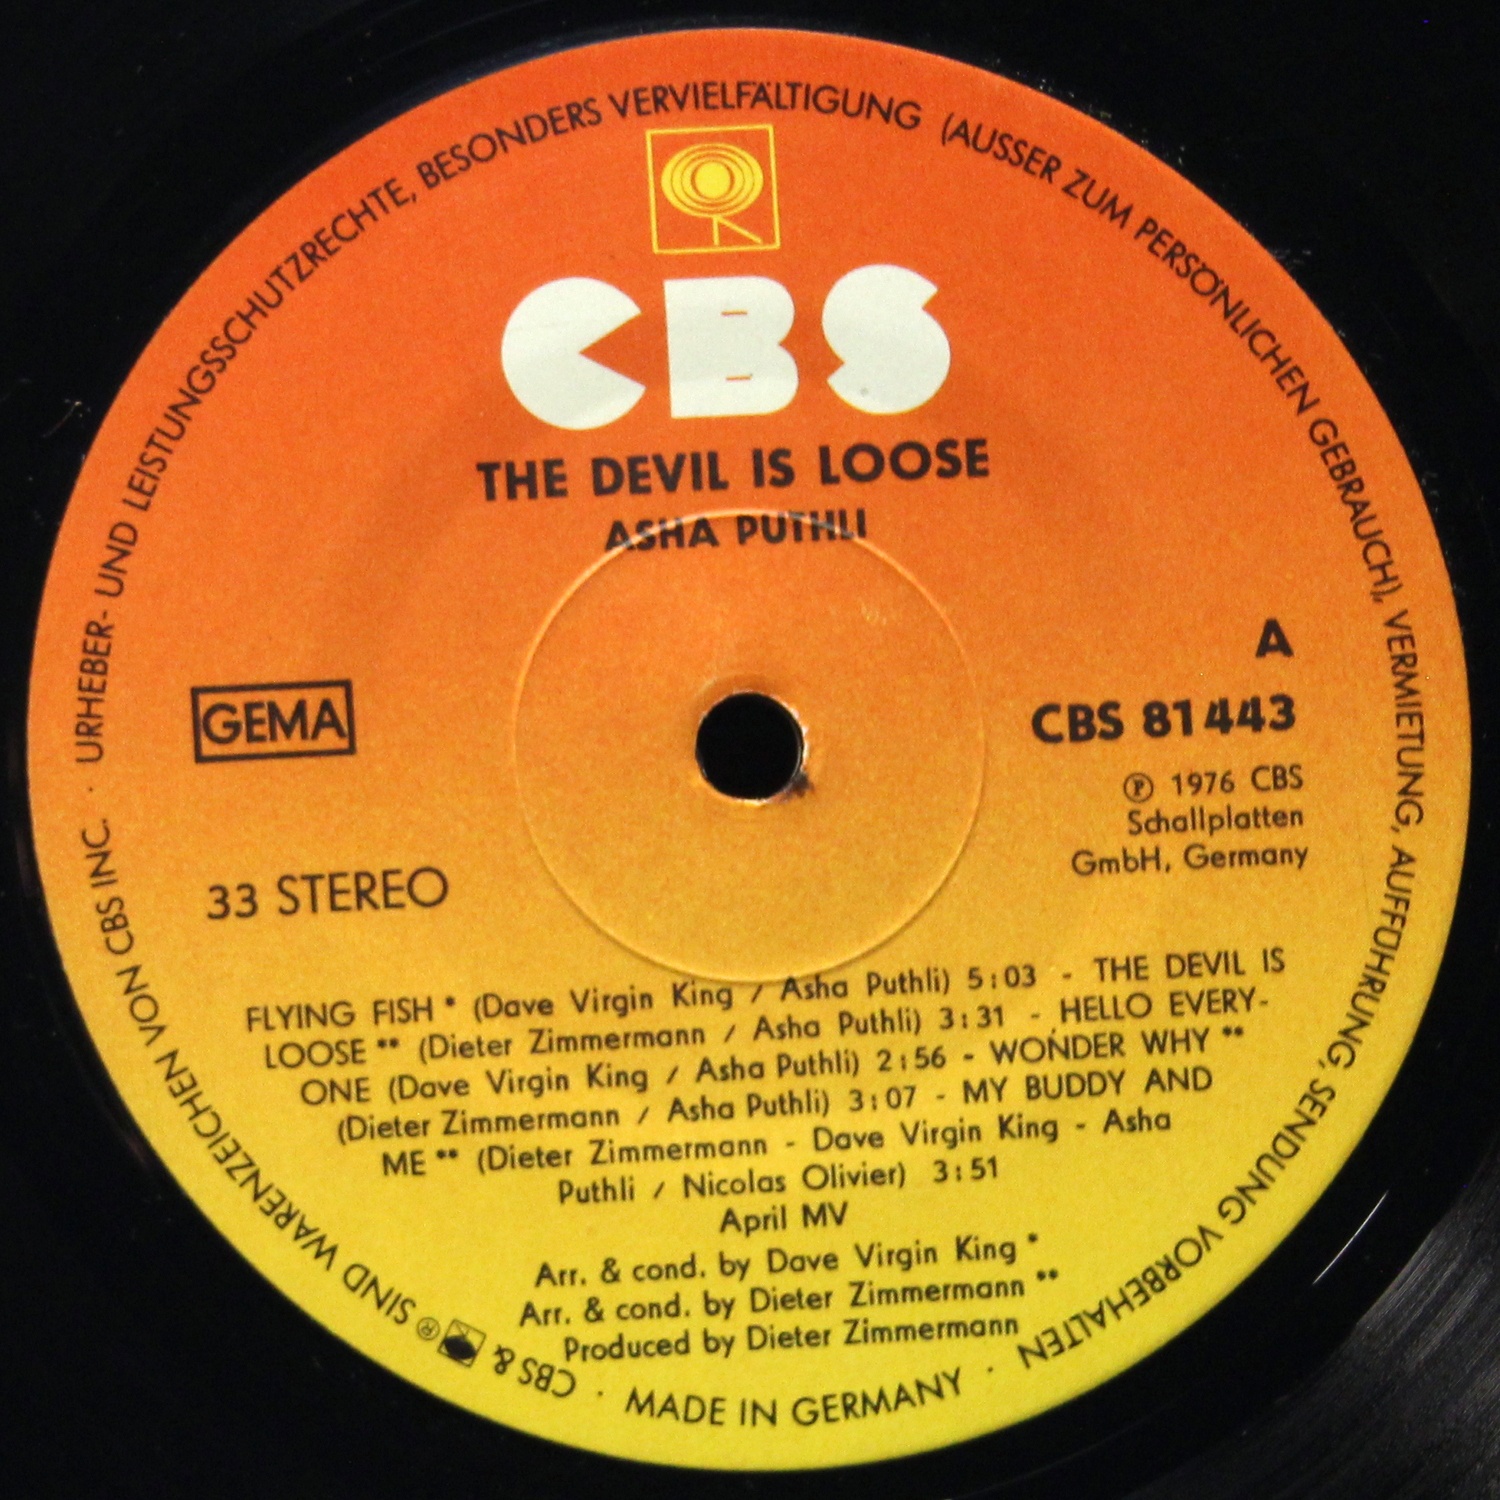 URHEBER- UND LEISTUNGSSCHUTZRECHTE, BESONDERS VERVIELFÄLTIGUNG (AUSSER ZUM PERSÖNLICHEN GEBRAUCH), VERMIETUNG, AUFFÜHRUNG, SENDUNG VORBEHALTEN · MADE IN GERMANY · CBS & ® SIND WARENZEICHEN VON CBS INC. ·
CBS
THE DEVIL IS LOOSE
ASHA PUTHLI
A
GEMA
CBS 81443
℗ 1976 CBS
Schallplatten
GmbH, Germany
33 STEREO
FLYING FISH * (Dave Virgin King / Asha Puthli) 5:03 - THE DEVIL IS
LOOSE ** (Dieter Zimmermann / Asha Puthli) 3:31 - HELLO EVERY-
ONE (Dave Virgin King / Asha Puthli) 2:56 - WONDER WHY **
(Dieter Zimmermann / Asha Puthli) 3:07 - MY BUDDY AND
ME ** (Dieter Zimmermann - Dave Virgin King - Asha
Puthli / Nicolas Olivier) 3:51
April MV
Arr. & cond. by Dave Virgin King *
Arr. & cond. by Dieter Zimmermann **
Produced by Dieter Zimmermann